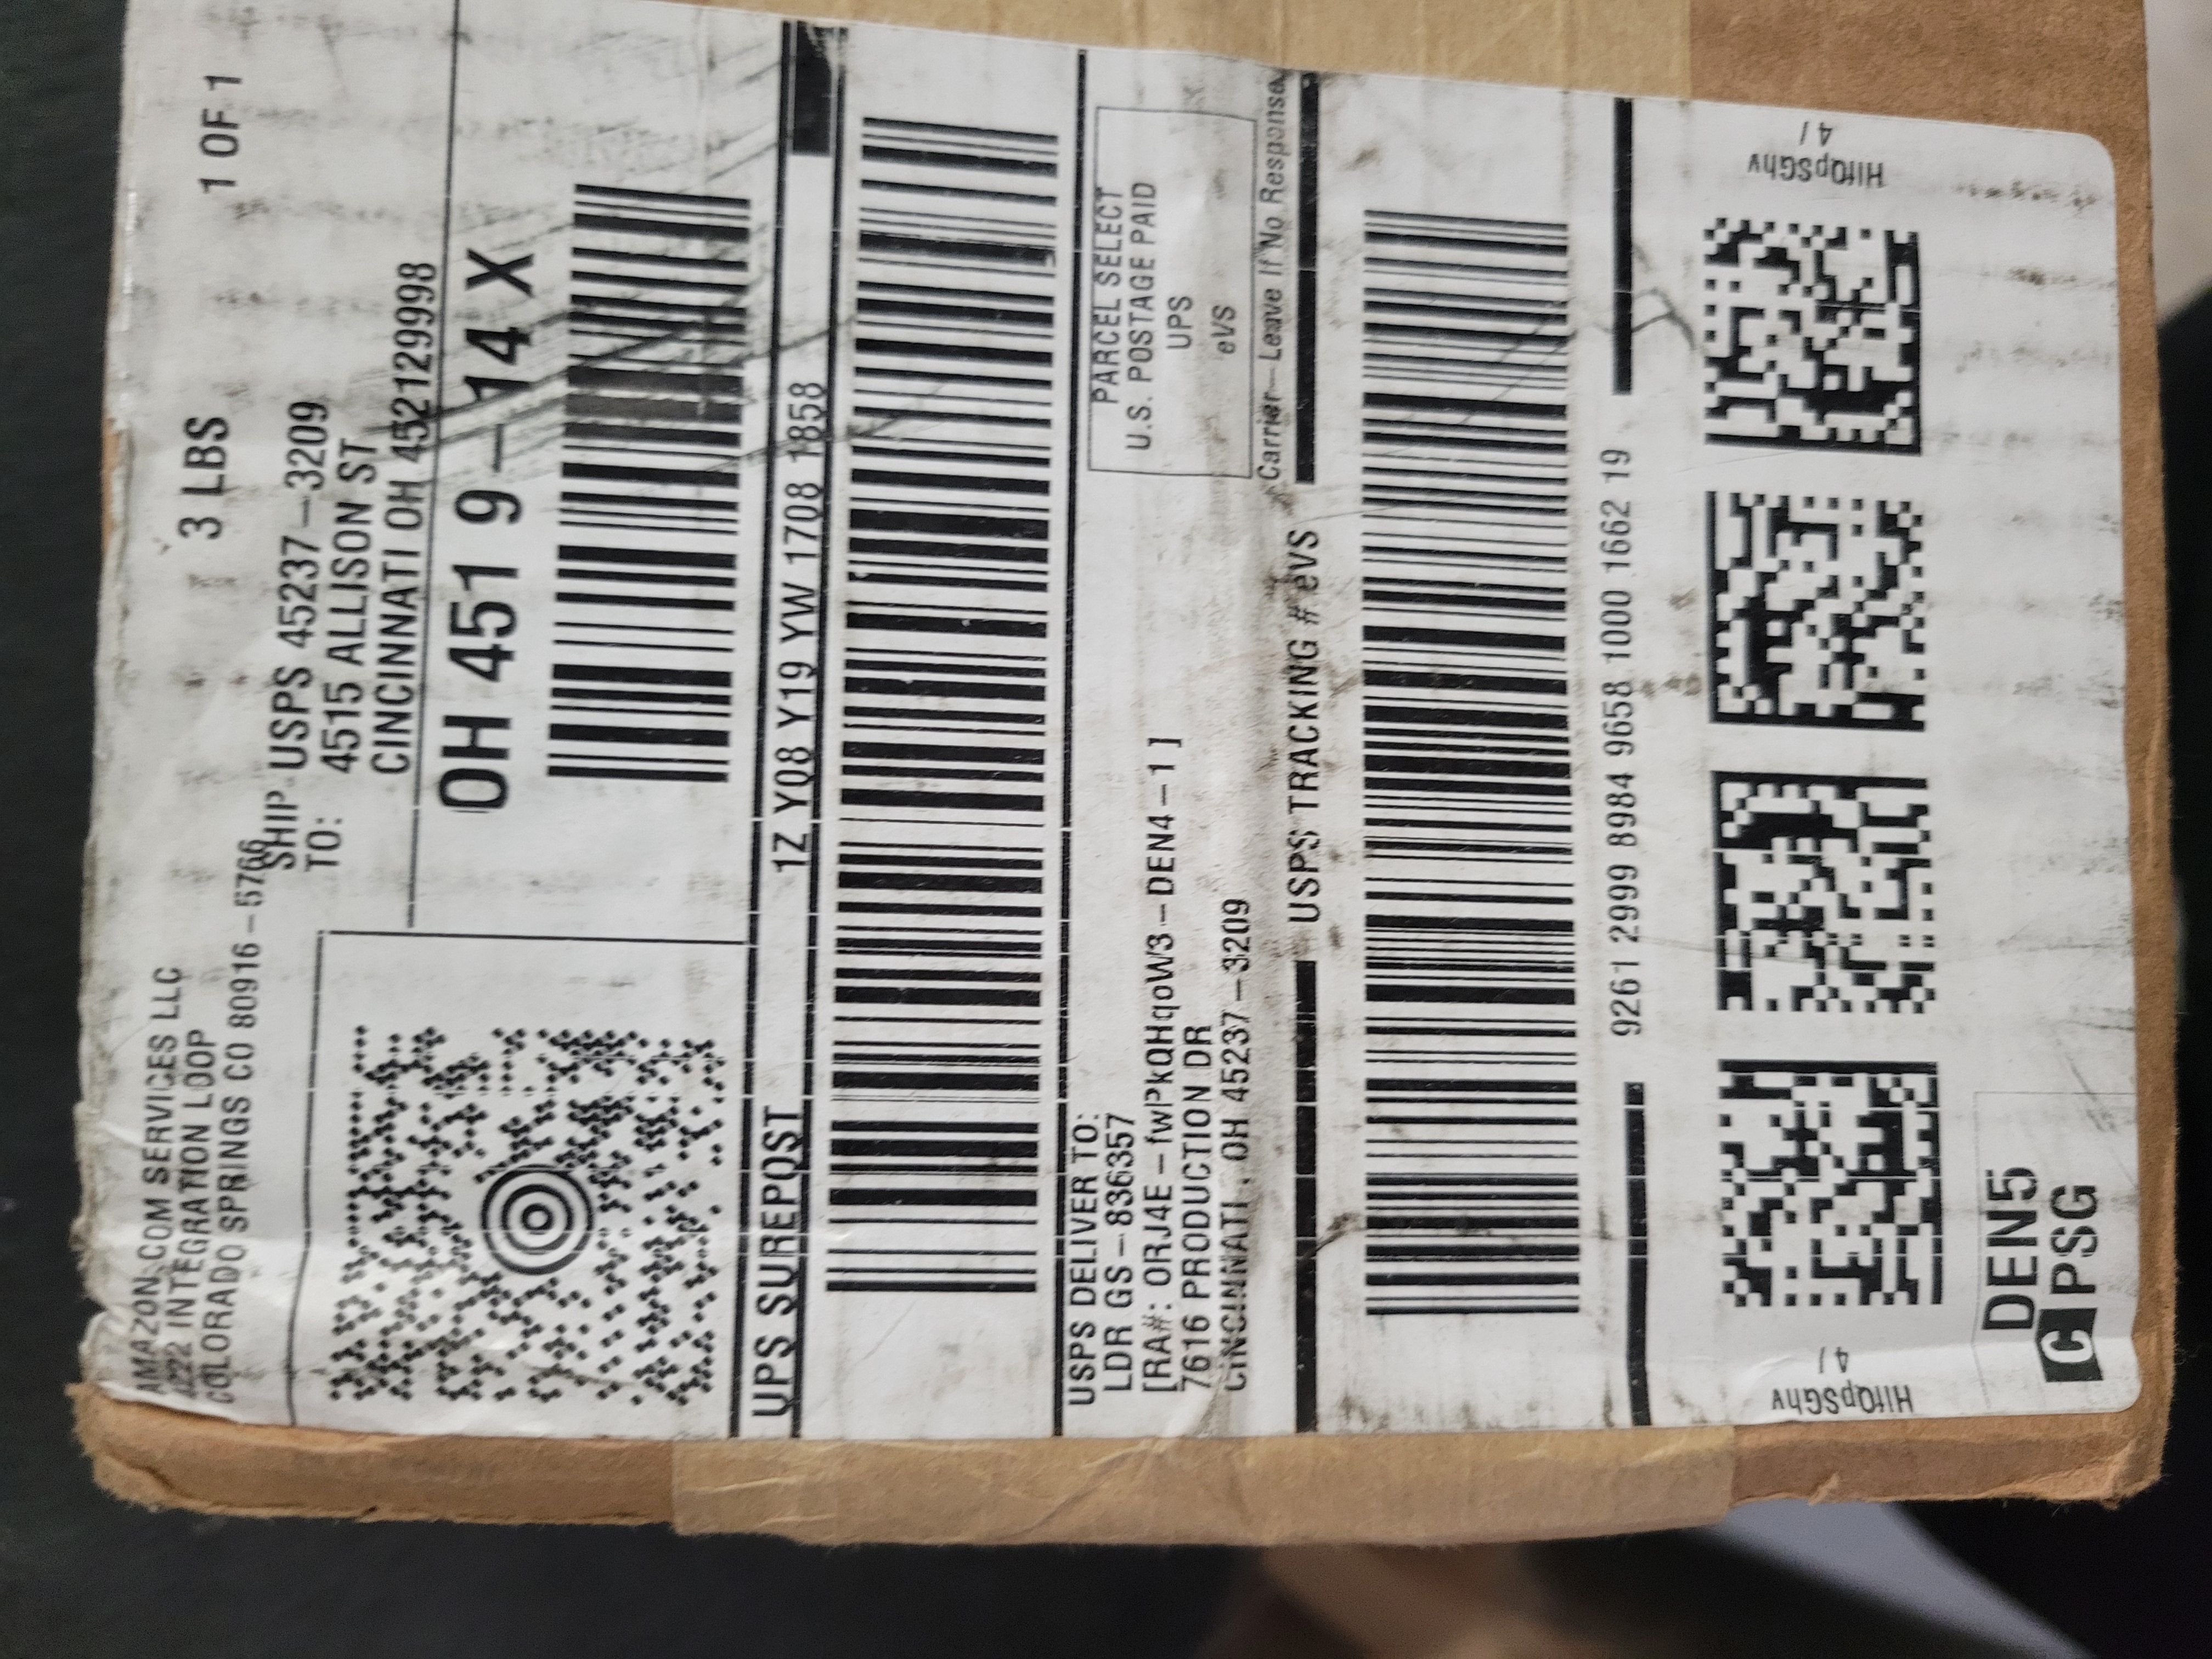 AMAZON.COM SERVICES LLC
4222 INTEGRATION LOOP
COLORADO SPRINGS CO 80916-5766
3 LBS
1 OF 1
SHIP USPS 45237-3209
TO: 4515 ALLISON ST
CINCINNATI OH 452129998
OH 451 9-14 X
UPS SUREPOST
1Z Y08 Y19 YW 1708 1858
USPS DELIVER TO:
LDR GS-836357
[RA#: ORJ4E-fwPkQHqoW3-DEN4-1]
7616 PRODUCTION DR
CINCINNATI, OH 45237-3209
PARCEL SELECT
U.S. POSTAGE PAID
UPS
eVS
Carrier-Leave If No Response
USPS TRACKING # eVS
9261 2999 8984 9658 1000 1662 19
HlfQpSGhv
4/
HlfQpSGhv
4/
DEN5
C PSG